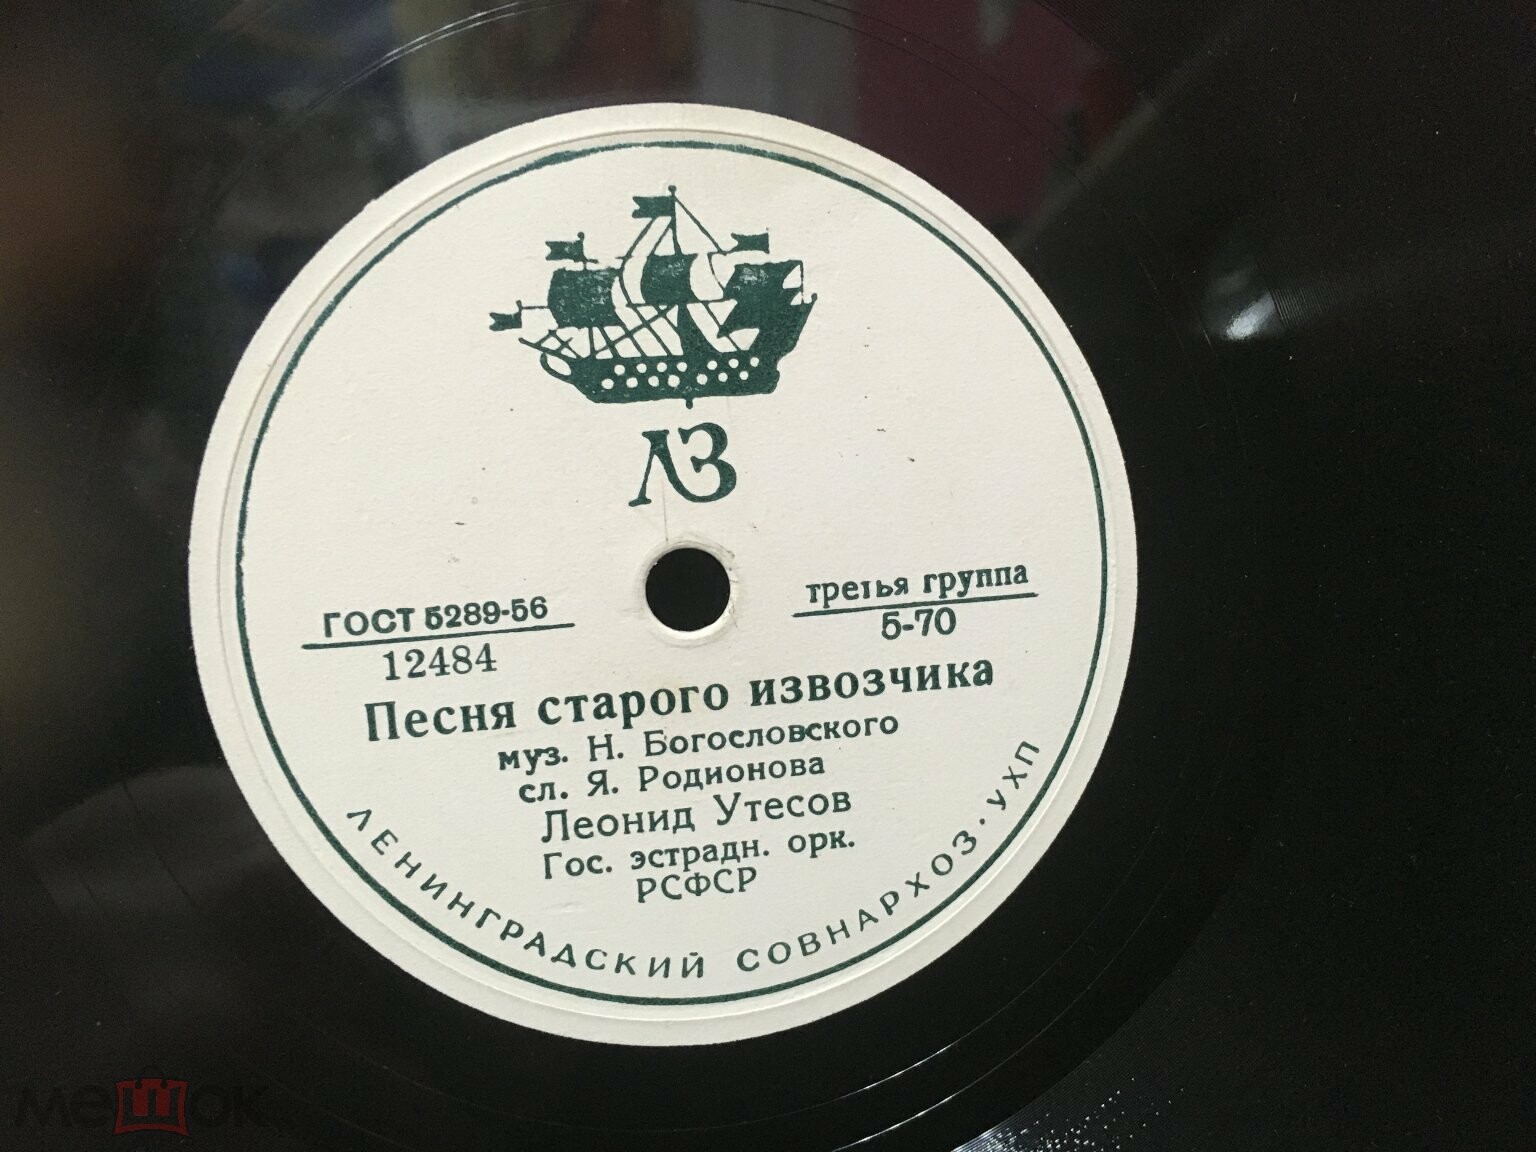 ЛЗ
ГОСТ 5289-56
12484
третья группа
5-70
Песня старого извозчика
муз. Н. Богословского
сл. Я. Родионова
Леонид Утесов
Гос. эстрадн. орк.
РСФСР
ЛЕНИНГРАДСКИЙ СОВНАРХОЗ · УХП
мешок